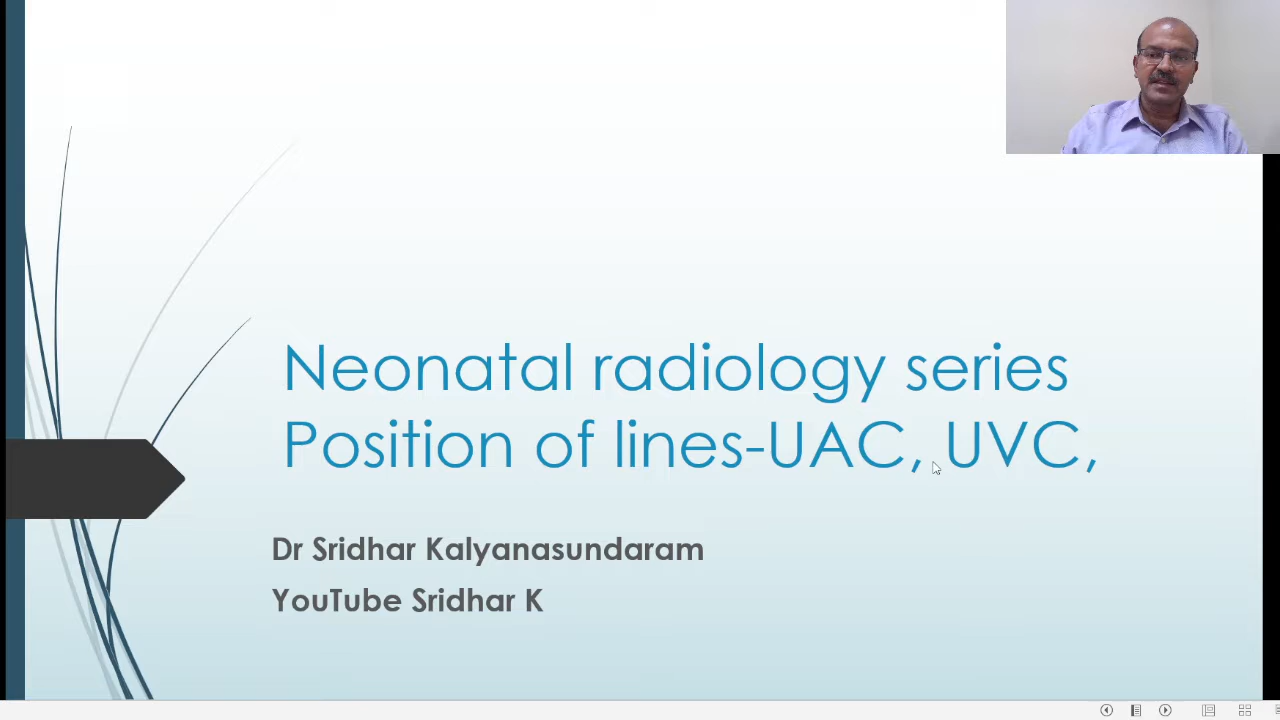 Neonatal radiology series
Position of lines-UAC, UVC,
Dr Sridhar Kalyanasundaram
YouTube Sridhar K